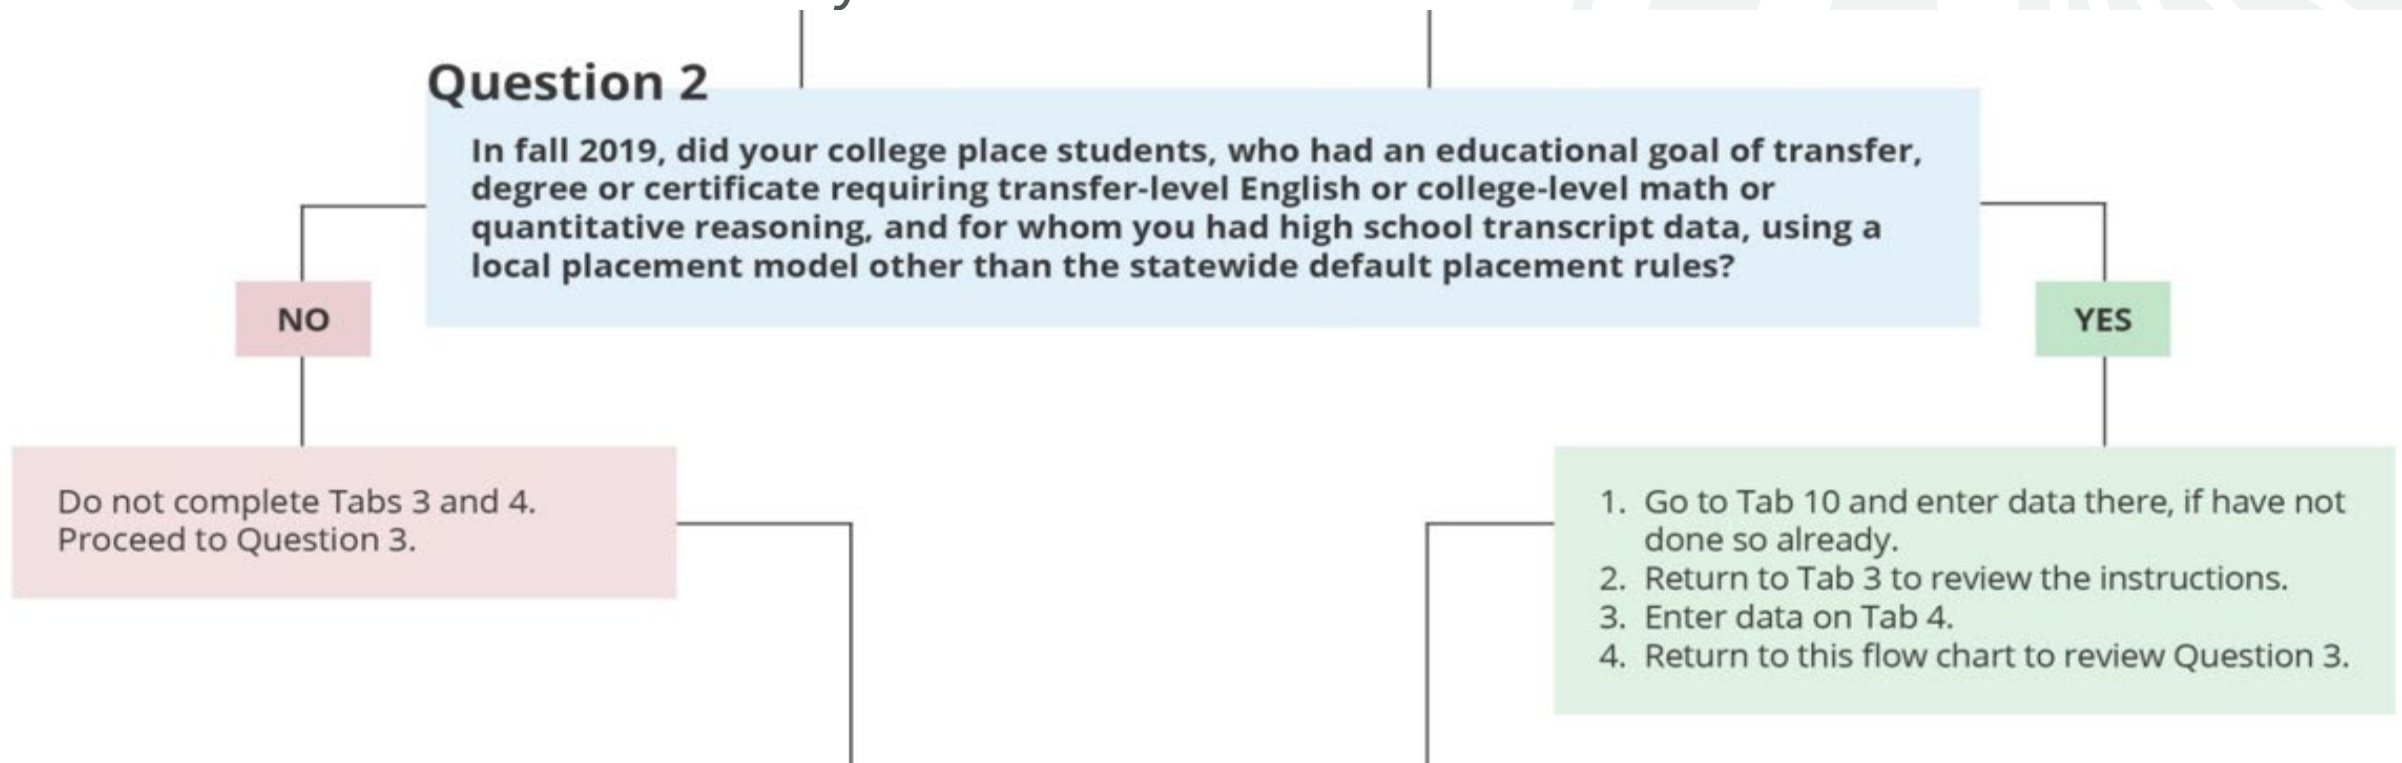 Question 2
In fall 2019, did your college place students, who had an educational goal of transfer,
degree or certificate requiring transfer-level English or college-level math or
quantitative reasoning, and for whom you had high school transcript data, using a
local placement model other than the statewide default placement rules?
NO
YES
Do not complete Tabs 3 and 4.
Proceed to Question 3.
1. Go to Tab 10 and enter data there, if have not
done so already.
2. Return to Tab 3 to review the instructions.
3. Enter data on Tab 4.
4. Return to this flow chart to review Question 3.